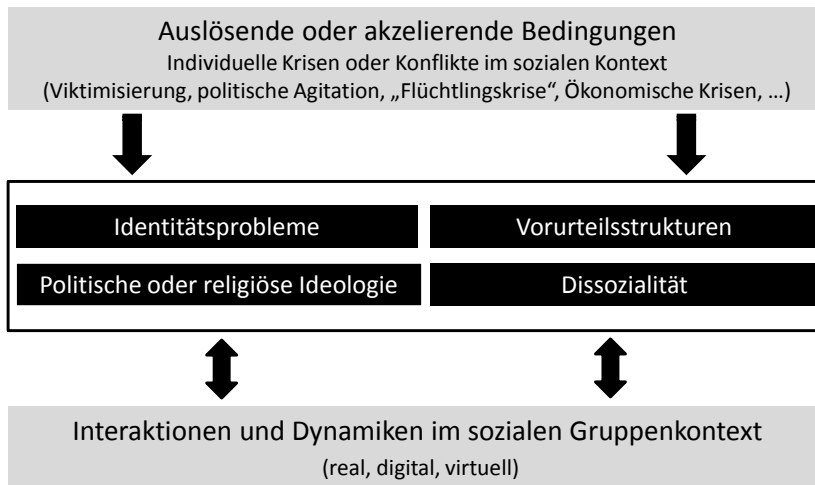 Auslösende oder akzelierende Bedingungen
Individuelle Krisen oder Konflikte im sozialen Kontext
(Viktimisierung, politische Agitation, „Flüchtlingskrise“, Ökonomische Krisen, …)
Identitätsprobleme
Vorurteilsstrukturen
Politische oder religiöse Ideologie
Dissozialität
Interaktionen und Dynamiken im sozialen Gruppenkontext
(real, digital, virtuell)